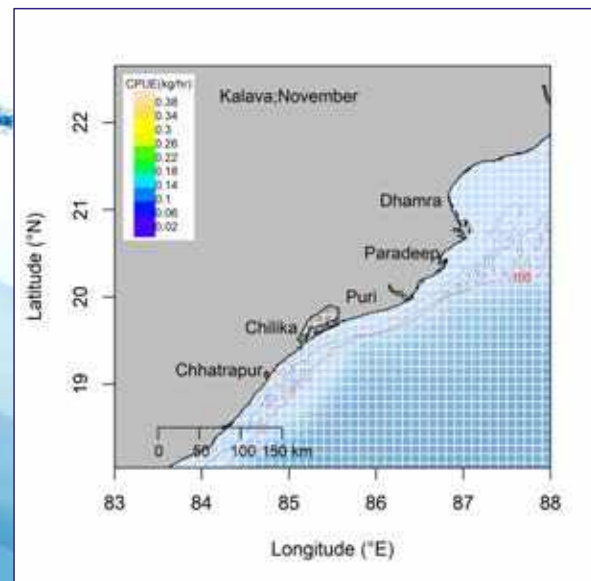 CPUE(kg/hr)
0.38
0.34
0.3
0.26
0.22
0.18
0.14
0.1
0.06
0.02
Kalava;November
Dhamra
Paradeep
Puri
Chilika
Chhatrapur
100
0 50 100 150 km
22
21
20
19
Latitude (°N)
83 84 85 86 87 88
Longitude (°E)